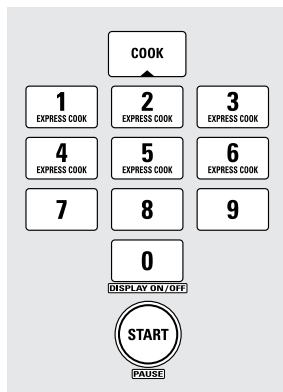 COOK
1 2 3
EXPRESS COOK EXPRESS COOK EXPRESS COOK
4 5 6
EXPRESS COOK EXPRESS COOK EXPRESS COOK
7 8 9
0
DISPLAY ON/OFF
START
PAUSE